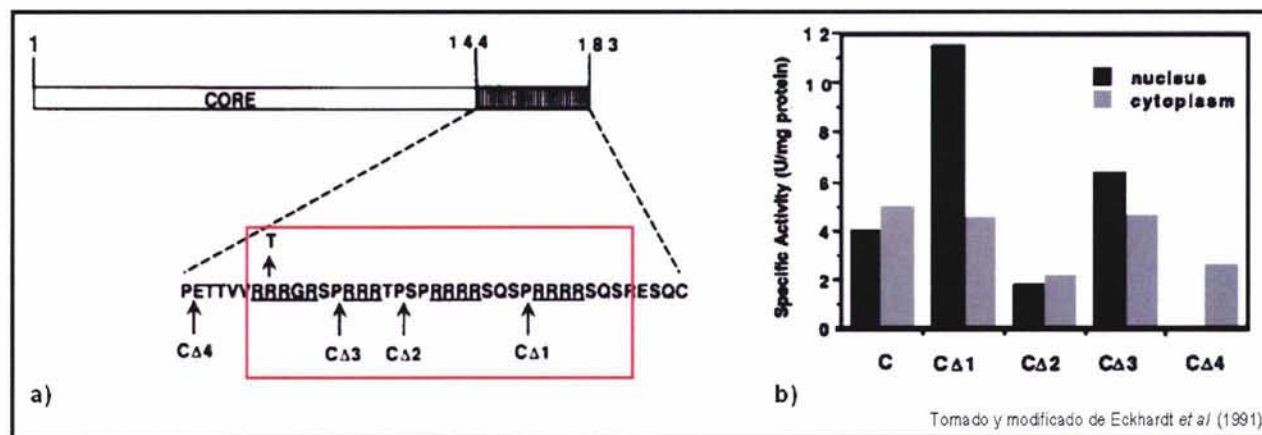 1 144 183
CORE
T
PETTVVRRRGRSPRRRTPSPRRRRSQSPRRRRSQSRESQC
CΔ4 CΔ3 CΔ2 CΔ1
a)
12
10
8
6
4
2
0
Specific Activity (U/mg protein)
nucleus
cytoplasm
C CΔ1 CΔ2 CΔ3 CΔ4
b)
Tomado y modificado de Eckhardt et al (1991)